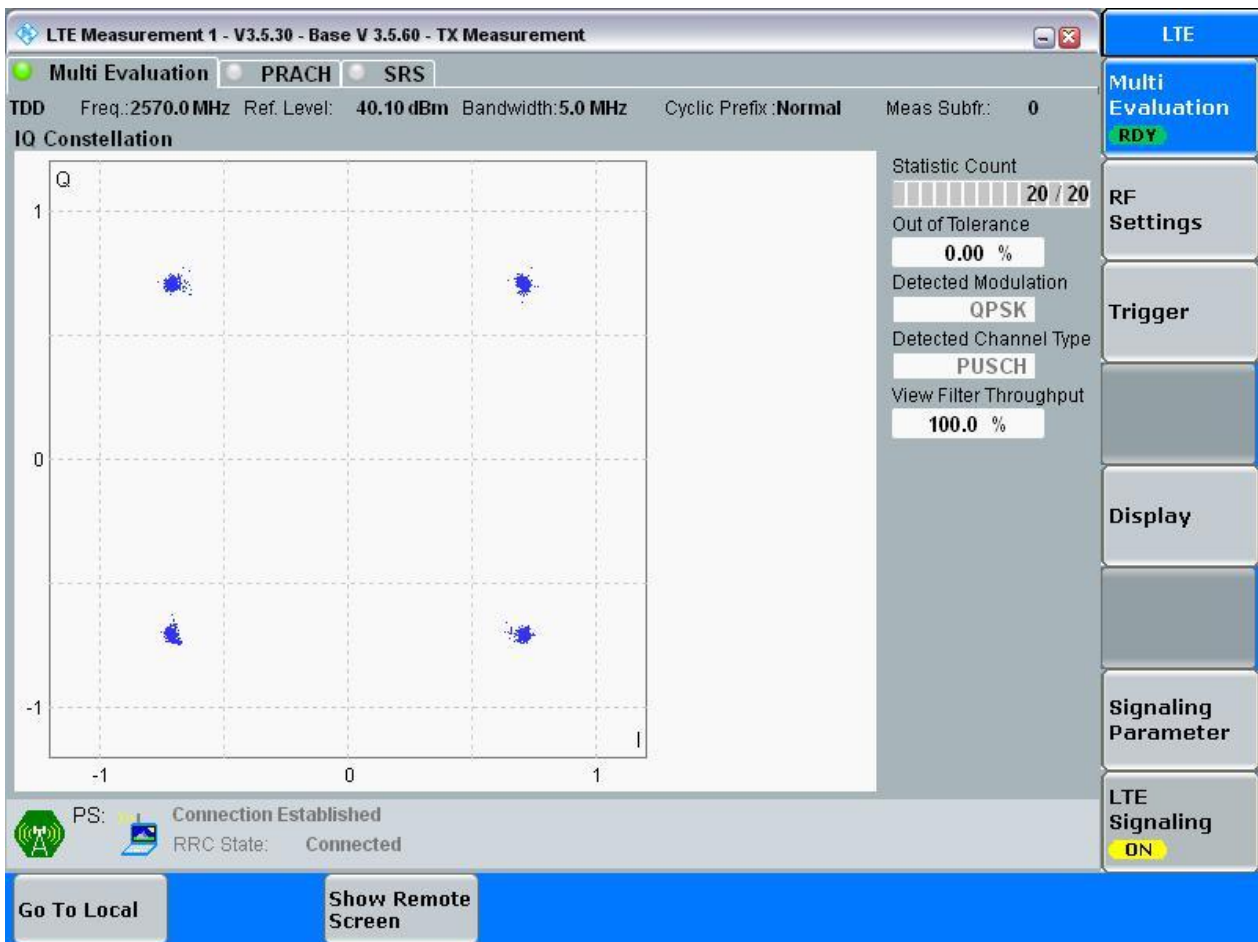 LTE Measurement 1 - V3.5.30 - Base V 3.5.60 - TX Measurement
Multi Evaluation PRACH SRS
TDD Freq.:2570.0 MHz Ref. Level: 40.10 dBm Bandwidth:5.0 MHz Cyclic Prefix :Normal Meas Subfr.: 0
IQ Constellation
Q
1
0
-1
I
-1 0 1
Statistic Count
20 / 20
Out of Tolerance
0.00 %
Detected Modulation
QPSK
Detected Channel Type
PUSCH
View Filter Throughput
100.0 %
PS: Connection Established
RRC State: Connected
LTE
Multi
Evaluation
RDY
RF
Settings
Trigger
Display
Signaling
Parameter
LTE
Signaling
ON
Go To Local
Show Remote
Screen